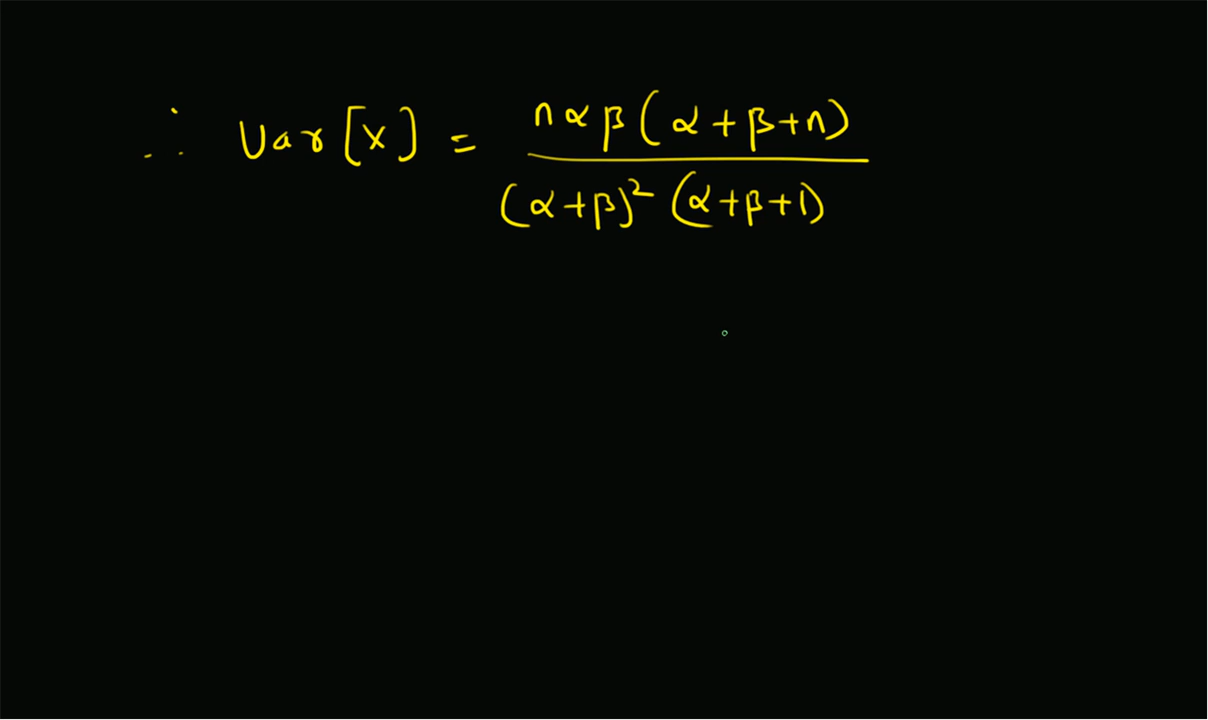 ∴ Var[X] = nαβ(α+β+n) / (α+β)² (α+β+1)